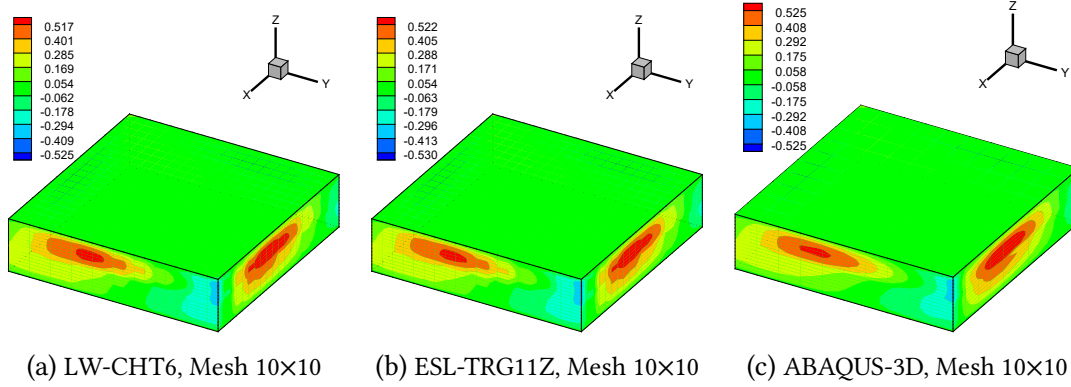 0.517
0.401
0.285
0.169
0.054
-0.062
-0.178
-0.294
-0.409
-0.525
Z
Y
X
0.522
0.405
0.288
0.171
0.054
-0.063
-0.179
-0.296
-0.413
-0.530
Z
Y
X
0.525
0.408
0.292
0.175
0.058
-0.058
-0.175
-0.292
-0.408
-0.525
Z
Y
X
(a) LW-CHT6, Mesh 10×10
(b) ESL-TRG11Z, Mesh 10×10
(c) ABAQUS-3D, Mesh 10×10